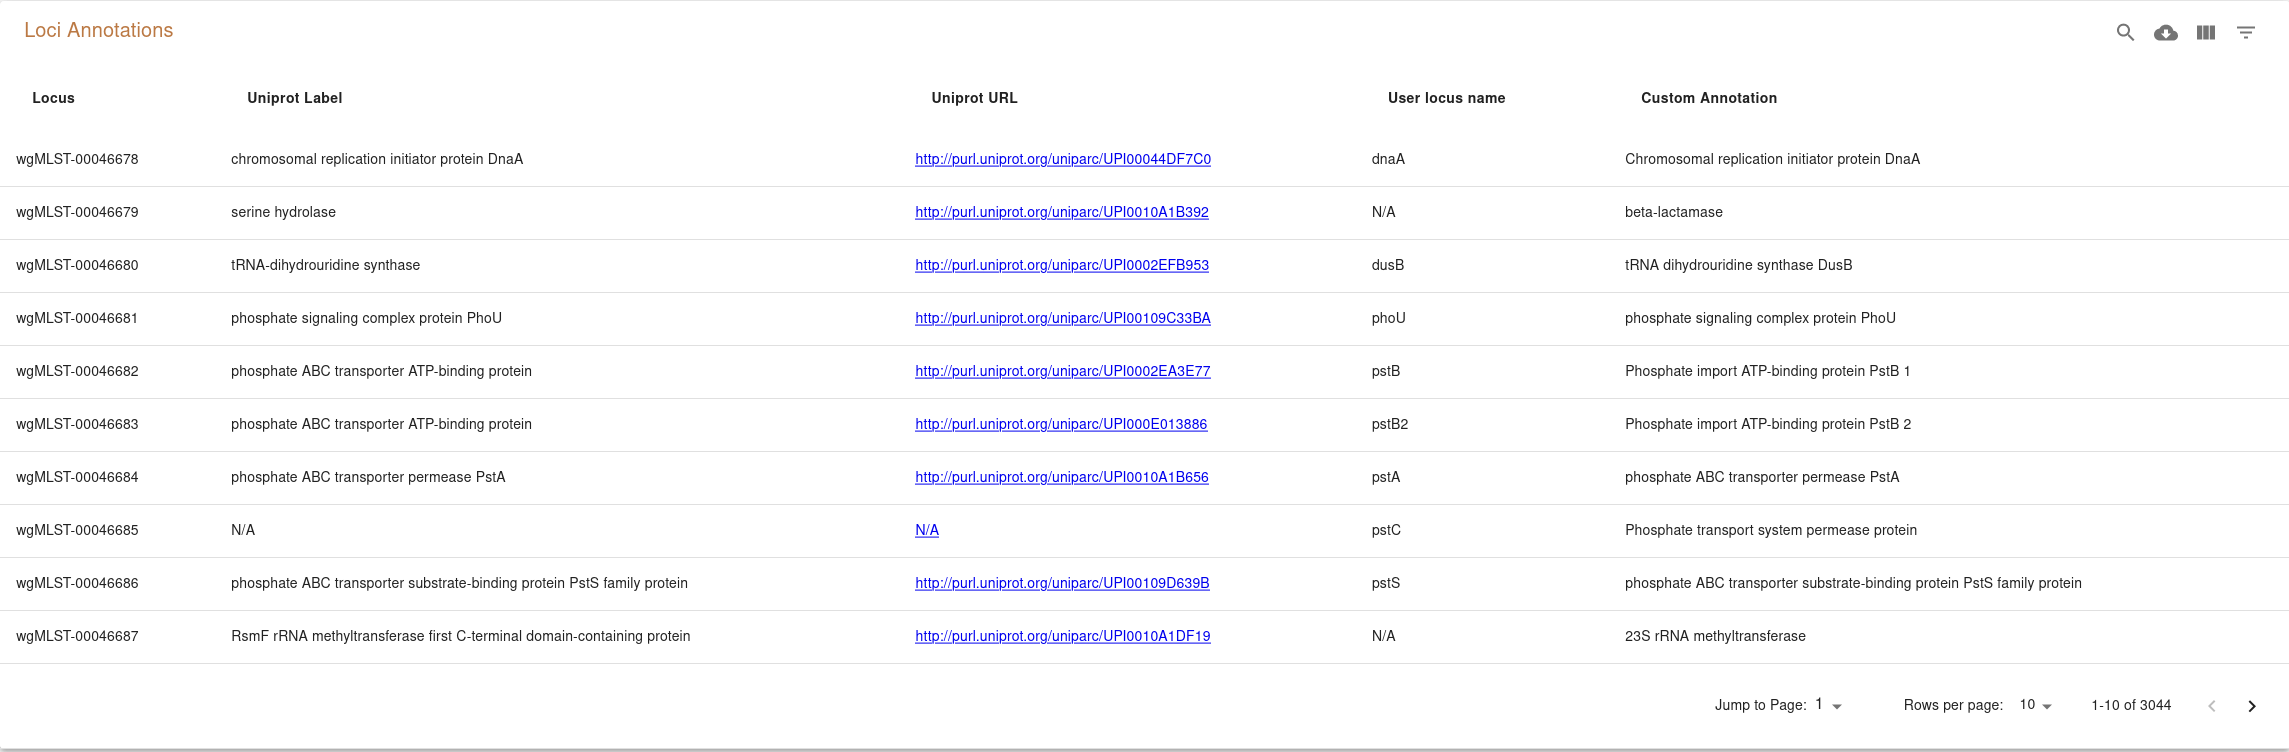 Loci Annotations
Locus Uniprot Label Uniprot URL User locus name Custom Annotation
wgMLST-00046678 chromosomal replication initiator protein DnaA http://purl.uniprot.org/uniparc/UPI00044DF7C0 dnaA Chromosomal replication initiator protein DnaA
wgMLST-00046679 serine hydrolase http://purl.uniprot.org/uniparc/UPI0010A1B392 N/A beta-lactamase
wgMLST-00046680 tRNA-dihydrouridine synthase http://purl.uniprot.org/uniparc/UPI0002EFB953 dusB tRNA dihydrouridine synthase DusB
wgMLST-00046681 phosphate signaling complex protein PhoU http://purl.uniprot.org/uniparc/UPI00109C33BA phoU phosphate signaling complex protein PhoU
wgMLST-00046682 phosphate ABC transporter ATP-binding protein http://purl.uniprot.org/uniparc/UPI0002EA3E77 pstB Phosphate import ATP-binding protein PstB 1
wgMLST-00046683 phosphate ABC transporter ATP-binding protein http://purl.uniprot.org/uniparc/UPI000E013886 pstB2 Phosphate import ATP-binding protein PstB 2
wgMLST-00046684 phosphate ABC transporter permease PstA http://purl.uniprot.org/uniparc/UPI0010A1B656 pstA phosphate ABC transporter permease PstA
wgMLST-00046685 N/A N/A pstC Phosphate transport system permease protein
wgMLST-00046686 phosphate ABC transporter substrate-binding protein PstS family protein http://purl.uniprot.org/uniparc/UPI00109D639B pstS phosphate ABC transporter substrate-binding protein PstS family protein
wgMLST-00046687 RsmF rRNA methyltransferase first C-terminal domain-containing protein http://purl.uniprot.org/uniparc/UPI0010A1DF19 N/A 23S rRNA methyltransferase
Jump to Page: 1 Rows per page: 10 1-10 of 3044